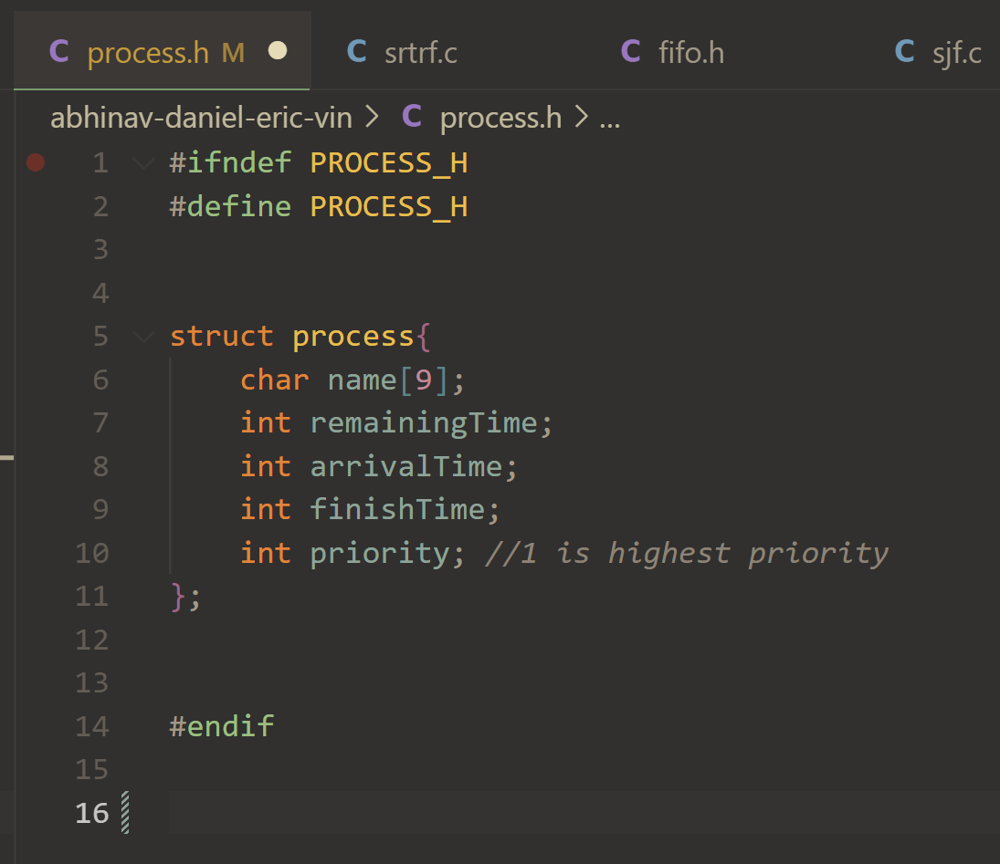 C process.h M C srtrf.c C fifo.h C sjf.c
abhinav-daniel-eric-vin > C process.h > ...
1 #ifndef PROCESS_H
2 #define PROCESS_H
3
4
5 struct process{
6 char name[9];
7 int remainingTime;
8 int arrivalTime;
9 int finishTime;
10 int priority; //1 is highest priority
11 };
12
13
14 #endif
15
16